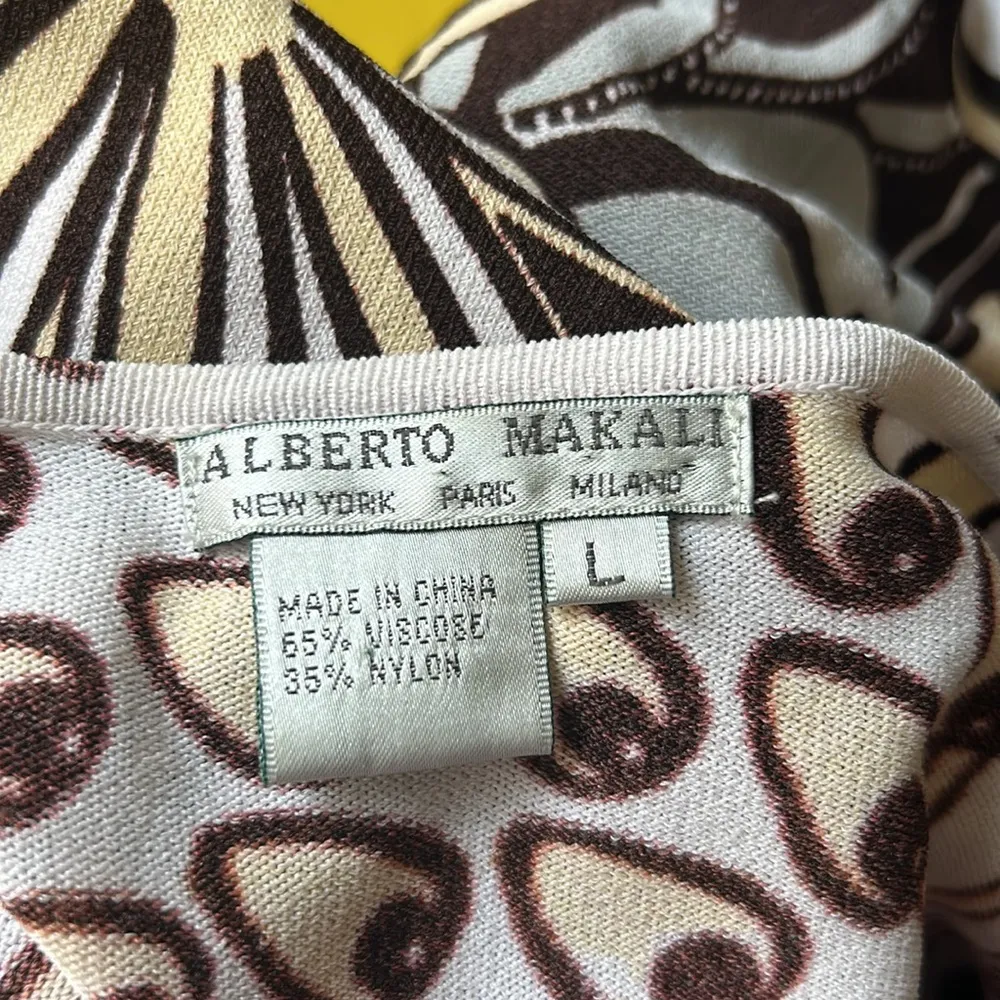 ALBERTO MAKALI
NEW YORK PARIS MILANO
L
MADE IN CHINA
65% VISCOSE
35% NYLON